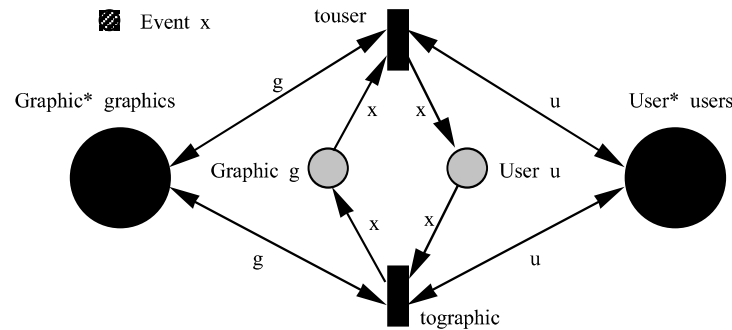 touser
Event x
g
u
Graphic* graphics
User* users
x
x
Graphic g
User u
x
x
g
u
tographic